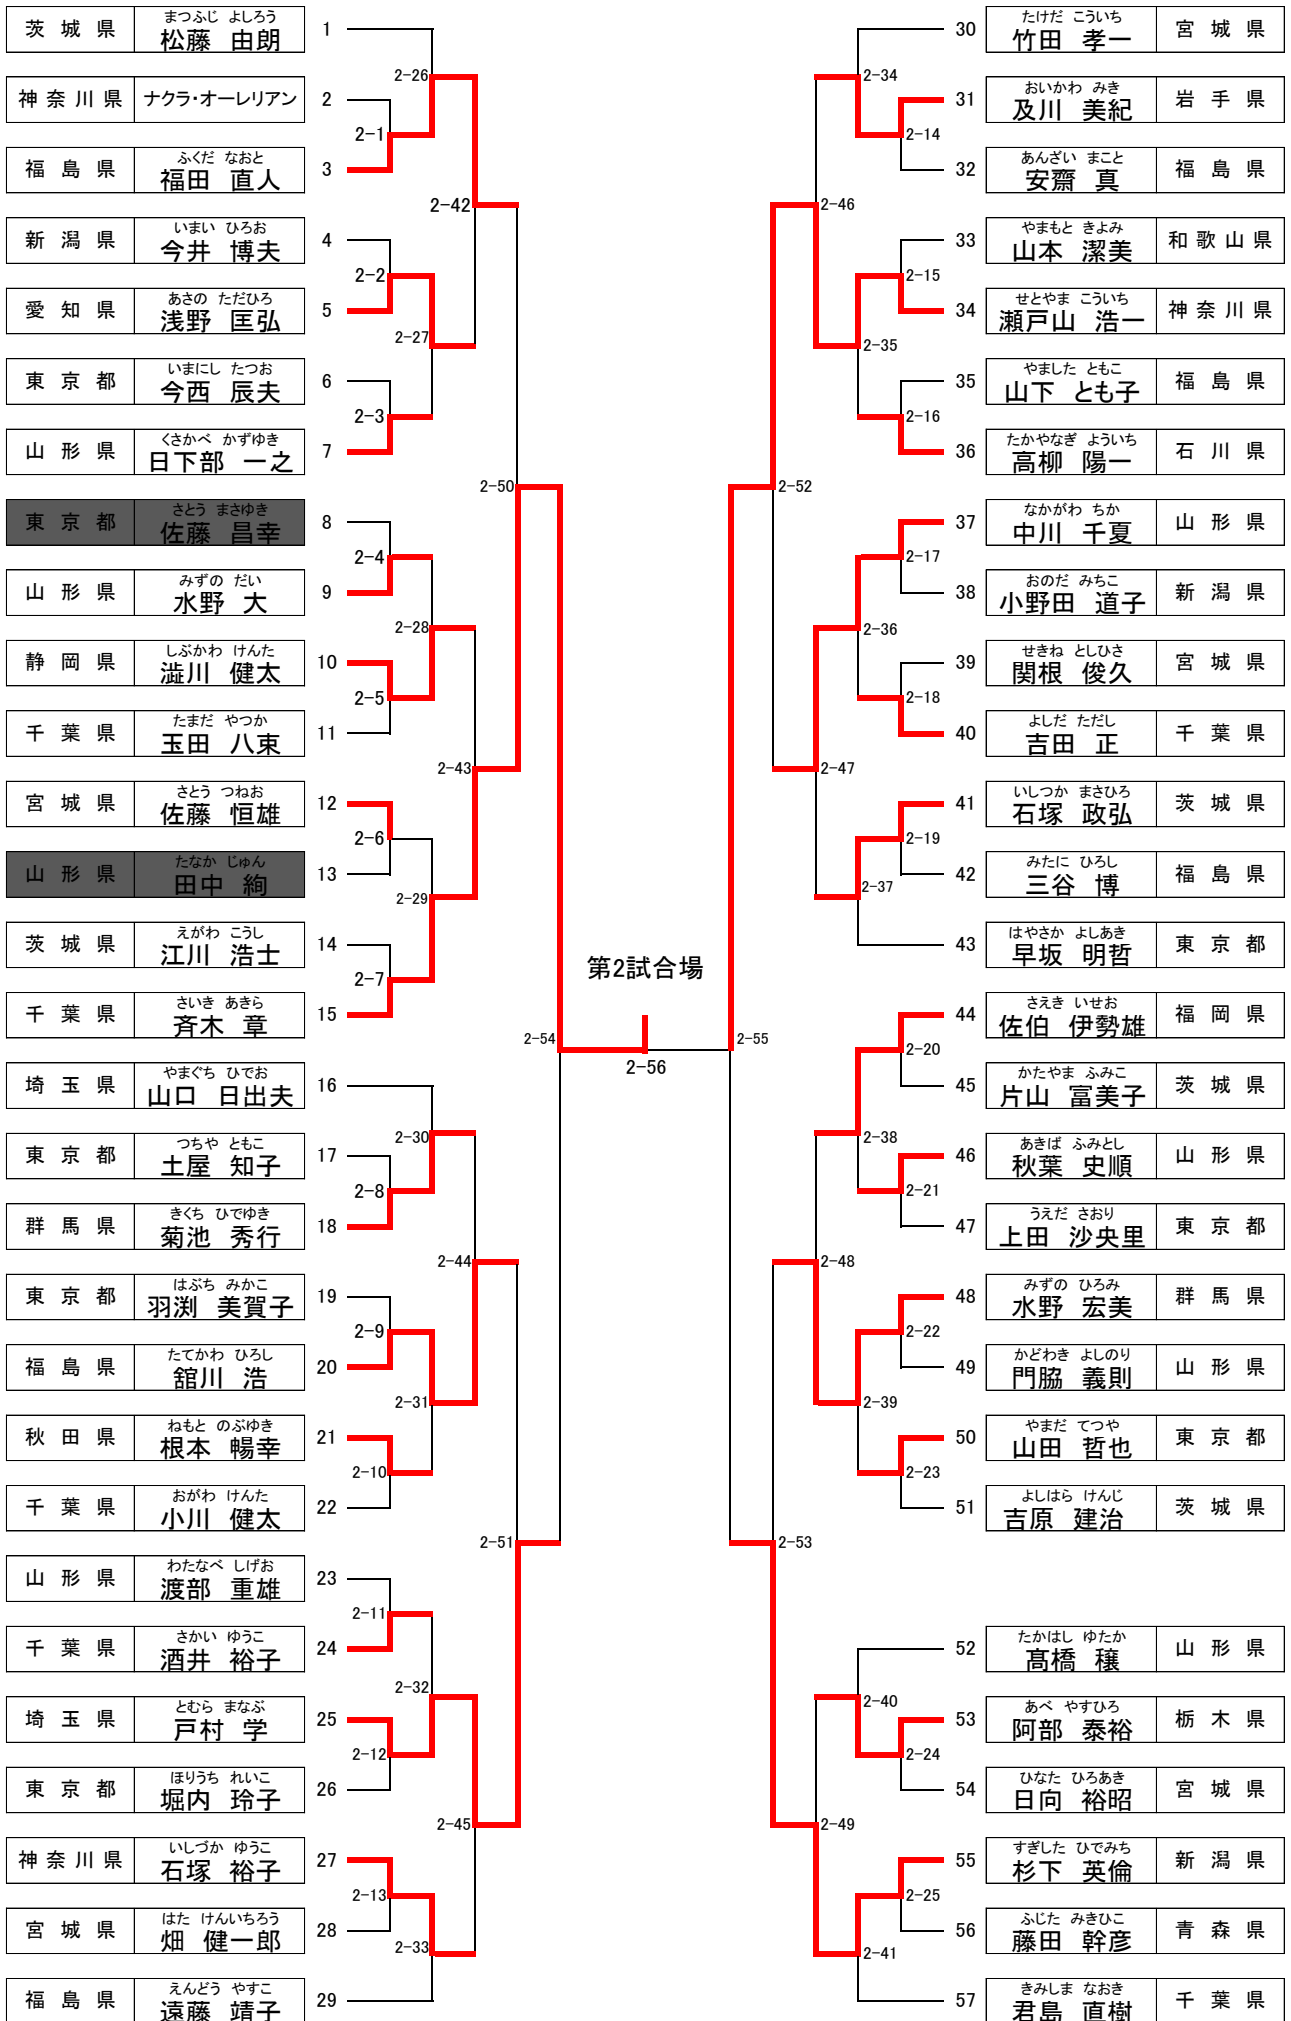 まつふじ よしろう
茨城県 松藤 由朗 1
神奈川県 ナクラ・オーレリアン 2
ふくだ なおと
福島県 福田 直人 3
いまい ひろお
新潟県 今井 博夫 4
あさの ただひろ
愛知県 浅野 匡弘 5
いまにし たつお
東京都 今西 辰夫 6
くさかべ かずゆき
山形県 日下部 一之 7
さとう まさゆき
東京都 佐藤 昌幸 8
みずの だい
山形県 水野 大 9
しぶかわ けんた
静岡県 澁川 健太 10
たまだ やつか
千葉県 玉田 八束 11
さとう つねお
宮城県 佐藤 恒雄 12
たなか じゅん
山形県 田中 絢 13
えがわ こうし
茨城県 江川 浩士 14
さいき あきら
千葉県 斉木 章 15
やまぐち ひでお
埼玉県 山口 日出夫 16
つちや ともこ
東京都 土屋 知子 17
きくち ひでゆき
群馬県 菊池 秀行 18
はぶち みかこ
東京都 羽渕 美賀子 19
たてかわ ひろし
福島県 舘川 浩 20
ねもと のぶゆき
秋田県 根本 暢幸 21
おがわ けんた
千葉県 小川 健太 22
わたなべ しげお
山形県 渡部 重雄 23
さかい ゆうこ
千葉県 酒井 裕子 24
とむら まなぶ
埼玉県 戸村 学 25
ほりうち れいこ
東京都 堀内 玲子 26
いしづか ゆうこ
神奈川県 石塚 裕子 27
はた けんいちろう
宮城県 畑 健一郎 28
えんどう やすこ
福島県 遠藤 靖子 29
2-1
2-2
2-3
2-4
2-5
2-6
2-7
2-8
2-9
2-10
2-11
2-12
2-13
2-26
2-27
2-28
2-29
2-30
2-31
2-32
2-33
2-42
2-43
2-44
2-45
2-50
2-51
2-54
第2試合場
2-56
2-55
2-52
2-53
2-46
2-47
2-48
2-49
2-34
2-35
2-36
2-37
2-38
2-39
2-40
2-41
2-14
2-15
2-16
2-17
2-18
2-19
2-20
2-21
2-22
2-23
2-24
2-25
たけだ こういち
30 竹田 孝一 宮城県
おいかわ みき
31 及川 美紀 岩手県
あんざい まこと
32 安齋 真 福島県
やまもと きよみ
33 山本 潔美 和歌山県
せとやま こういち
34 瀬戸山 浩一 神奈川県
やました ともこ
35 山下 とも子 福島県
たかやなぎ よういち
36 高柳 陽一 石川県
なかがわ ちか
37 中川 千夏 山形県
おのだ みちこ
38 小野田 道子 新潟県
せきね としひさ
39 関根 俊久 宮城県
よしだ ただし
40 吉田 正 千葉県
いしつか まさひろ
41 石塚 政弘 茨城県
みたに ひろし
42 三谷 博 福島県
はやさか よしあき
43 早坂 明哲 東京都
さえき いせお
44 佐伯 伊勢雄 福岡県
かたやま ふみこ
45 片山 富美子 茨城県
あきば ふみとし
46 秋葉 史順 山形県
うえだ さおり
47 上田 沙央里 東京都
みずの ひろみ
48 水野 宏美 群馬県
かどわき よしのり
49 門脇 義則 山形県
やまだ てつや
50 山田 哲也 東京都
よしはら けんじ
51 吉原 建治 茨城県
たかはし ゆたか
52 髙橋 穣 山形県
あべ やすひろ
53 阿部 泰裕 栃木県
ひなた ひろあき
54 日向 裕昭 宮城県
すぎした ひでみち
55 杉下 英倫 新潟県
ふじた みきひこ
56 藤田 幹彦 青森県
きみしま なおき
57 君島 直樹 千葉県